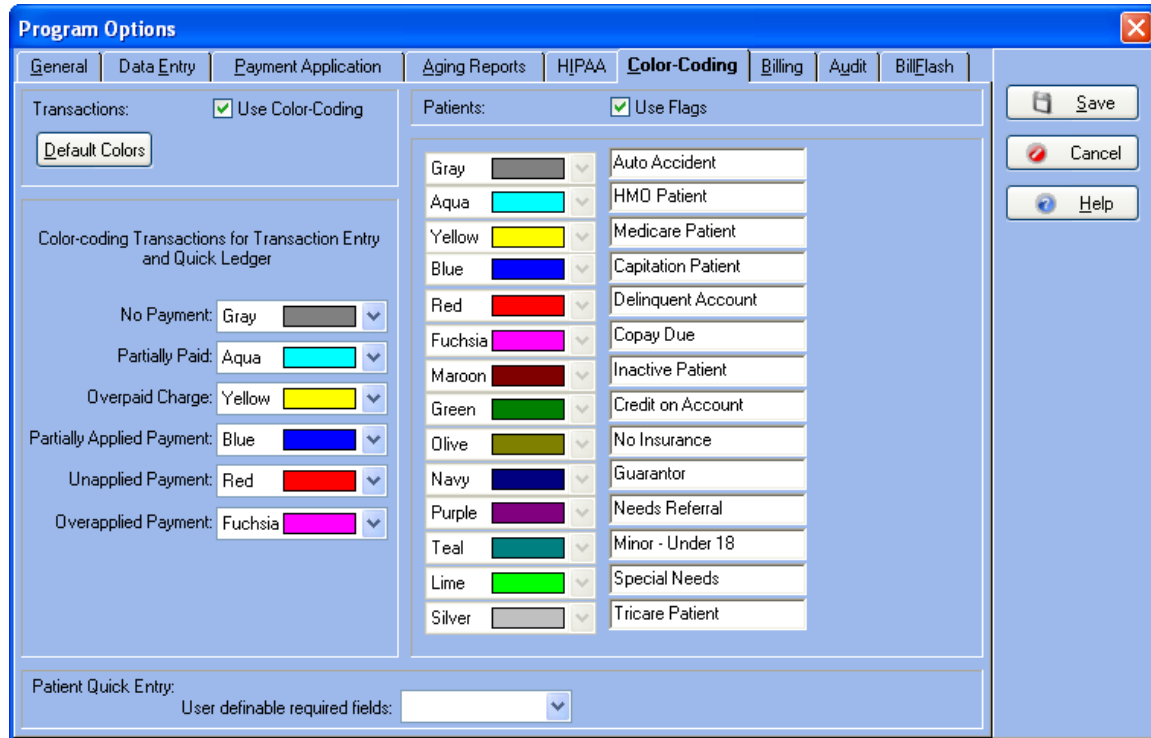 Program Options
General Data Entry Payment Application Aging Reports HIPAA Color-Coding Billing Audit BillFlash
Transactions: Use Color-Coding
Default Colors
Color-coding Transactions for Transaction Entry
and Quick Ledger
No Payment: Gray
Partially Paid: Aqua
Overpaid Charge: Yellow
Partially Applied Payment: Blue
Unapplied Payment: Red
Overapplied Payment: Fuchsia
Patients: Use Flags
Gray Auto Accident
Aqua HMO Patient
Yellow Medicare Patient
Blue Capitation Patient
Red Delinquent Account
Fuchsia Copay Due
Maroon Inactive Patient
Green Credit on Account
Olive No Insurance
Navy Guarantor
Purple Needs Referral
Teal Minor - Under 18
Lime Special Needs
Silver Tricare Patient
Patient Quick Entry:
User definable required fields:
Save
Cancel
Help